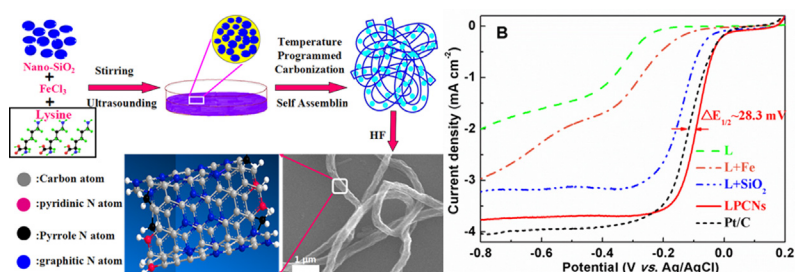 Nano-SiO₂
+
FeCl₃
+
Lysine
Stirring
Ultrasounding
Temperature
Programmed
Carbonization
Self Assemblin
HF
:Carbon atom
:pyridinic N atom
:Pyrrole N atom
:graphitic N atom
1 μm
B
Current density (mA cm⁻²)
0
-1
-2
-3
-4
ΔE1/2~28.3 mV
L
L+Fe
L+SiO₂
LPCNs
Pt/C
-0.8
-0.6
-0.4
-0.2
0.0
0.2
Potential (V vs. Ag/AgCl)